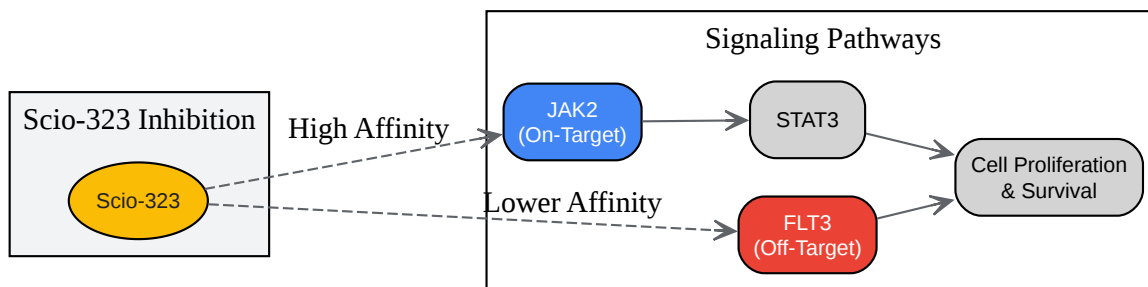 Signaling Pathways
Scio-323 Inhibition
Scio-323
High Affinity
Lower Affinity
JAK2
(On-Target)
STAT3
FLT3
(Off-Target)
Cell Proliferation
& Survival